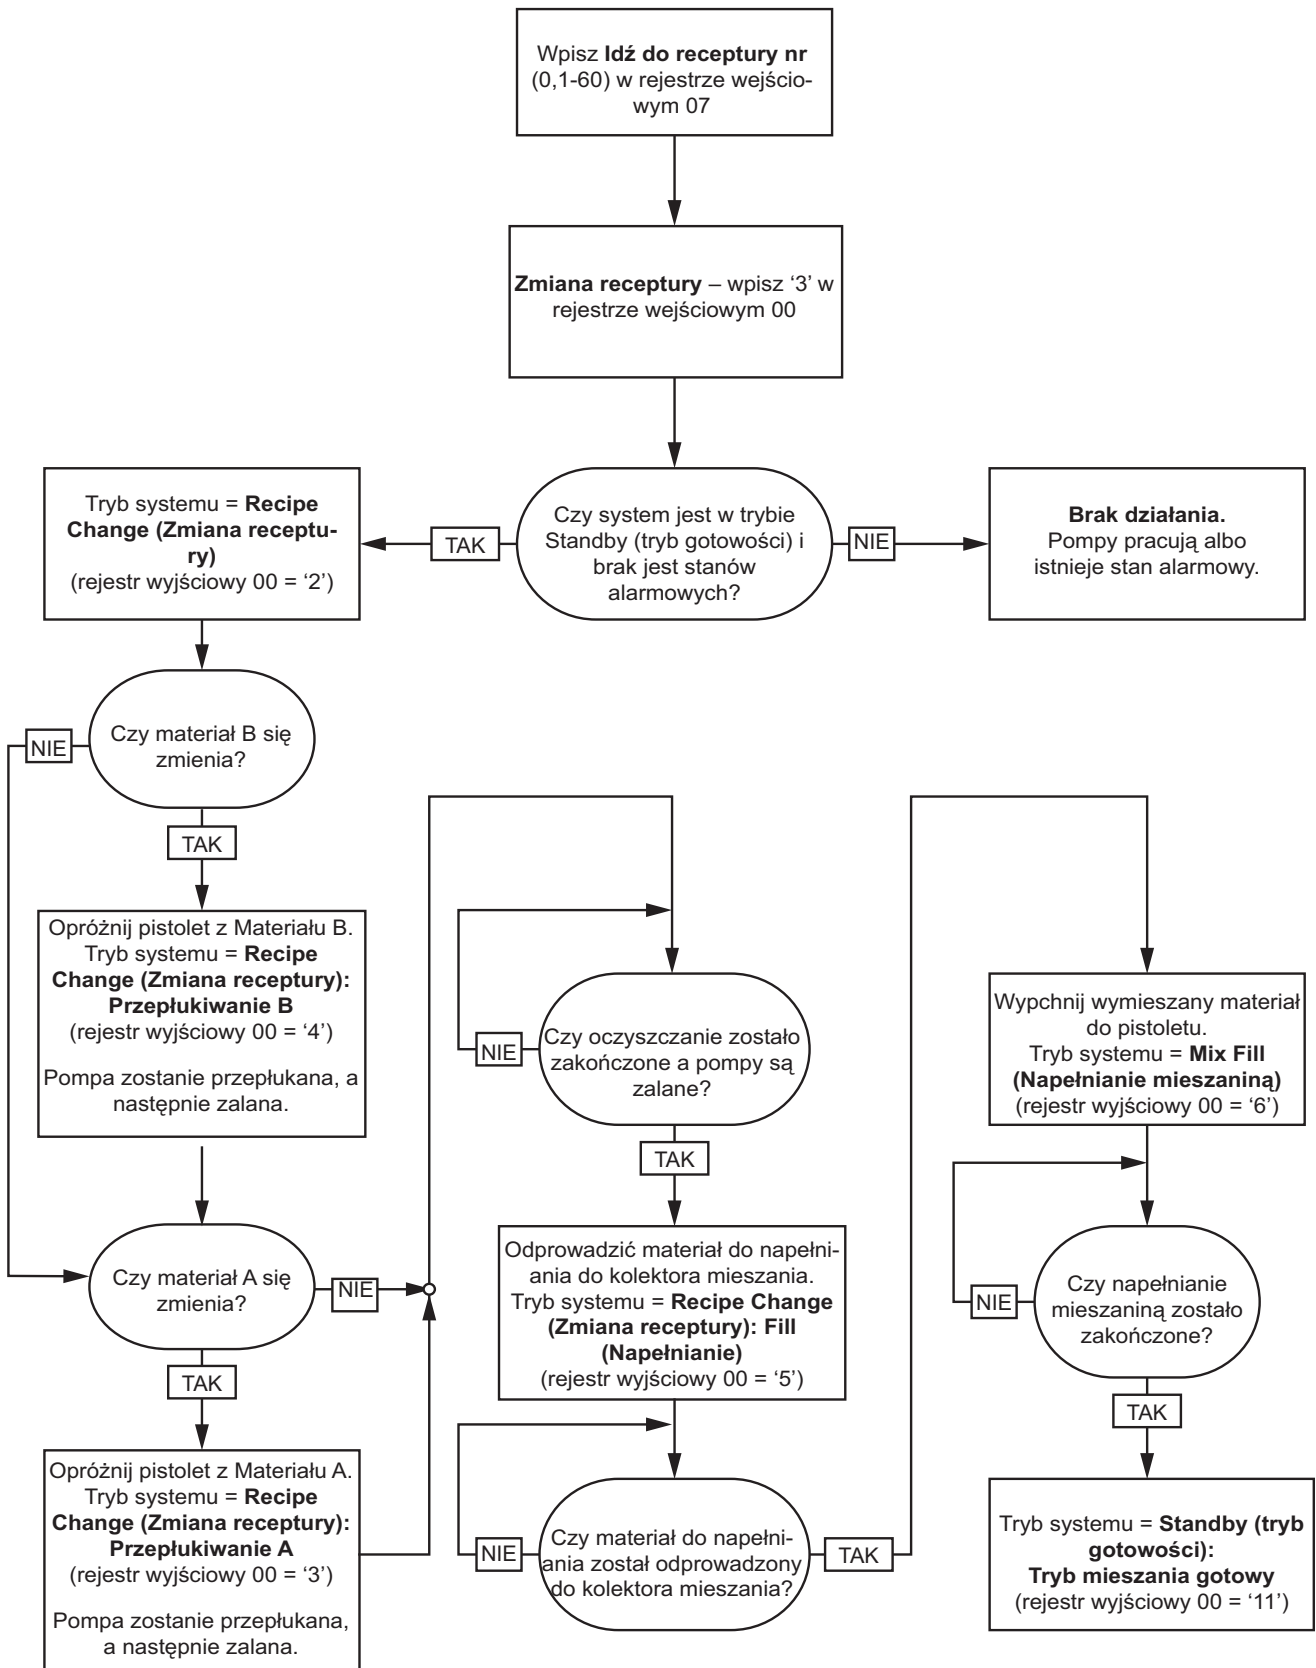 Wpisz Idź do receptury nr
(0,1-60) w rejestrze wejścio-
wym 07
Zmiana receptury – wpisz ‘3’ w
rejestrze wejściowym 00
Czy system jest w trybie
Standby (tryb gotowości) i
brak jest stanów
alarmowych?
NIE
Brak działania.
Pompy pracują albo
istnieje stan alarmowy.
TAK
Tryb systemu = Recipe
Change (Zmiana receptu-
ry)
(rejestr wyjściowy 00 = ‘2’)
Czy materiał B się
zmienia?
NIE
TAK
Opróżnij pistolet z Materiału B.
Tryb systemu = Recipe
Change (Zmiana receptury):
Przepłukiwanie B
(rejestr wyjściowy 00 = ‘4’)
Pompa zostanie przepłukana, a
następnie zalana.
Czy materiał A się
zmienia?
NIE
TAK
Opróżnij pistolet z Materiału A.
Tryb systemu = Recipe
Change (Zmiana receptury):
Przepłukiwanie A
(rejestr wyjściowy 00 = ‘3’)
Pompa zostanie przepłukana,
a następnie zalana.
Czy oczyszczanie zostało
zakończone a pompy są
zalane?
NIE
TAK
Odprowadzić materiał do napełni-
ania do kolektora mieszania.
Tryb systemu = Recipe Change
(Zmiana receptury): Fill
(Napełnianie)
(rejestr wyjściowy 00 = ‘5’)
Czy materiał do napełni-
ania został odprowadzony
do kolektora mieszania?
NIE
TAK
Wypchnij wymieszany materiał
do pistoletu.
Tryb systemu = Mix Fill
(Napełnianie mieszaniną)
(rejestr wyjściowy 00 = ‘6’)
Czy napełnianie
mieszaniną zostało
zakończone?
NIE
TAK
Tryb systemu = Standby (tryb
gotowości):
Tryb mieszania gotowy
(rejestr wyjściowy 00 = ‘11’)